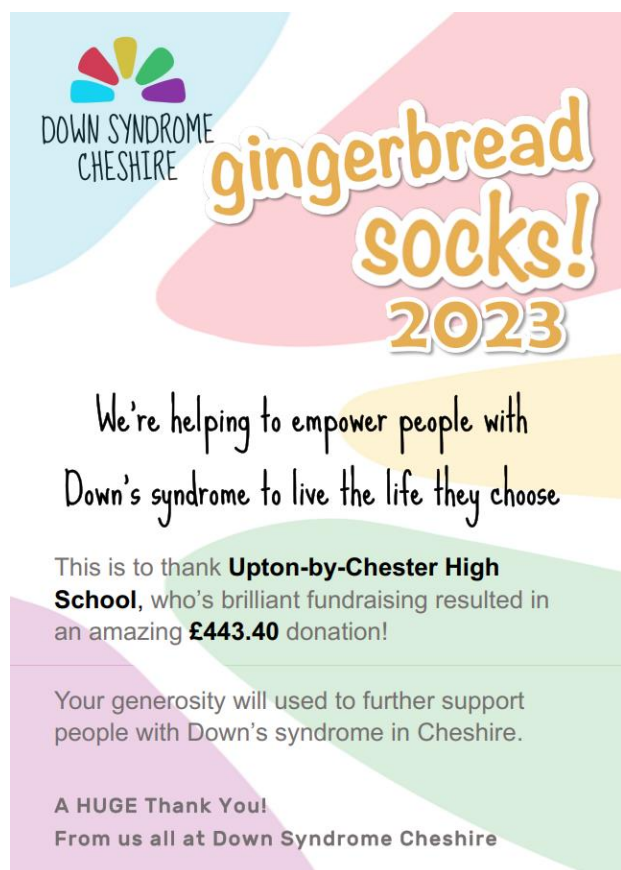 DOWN SYNDROME
CHESHIRE
gingerbread
socks!
2023
We're helping to empower people with
Down's syndrome to live the life they choose
This is to thank Upton-by-Chester High
School, who's brilliant fundraising resulted in
an amazing £443.40 donation!
Your generosity will used to further support
people with Down's syndrome in Cheshire.
A HUGE Thank You!
From us all at Down Syndrome Cheshire